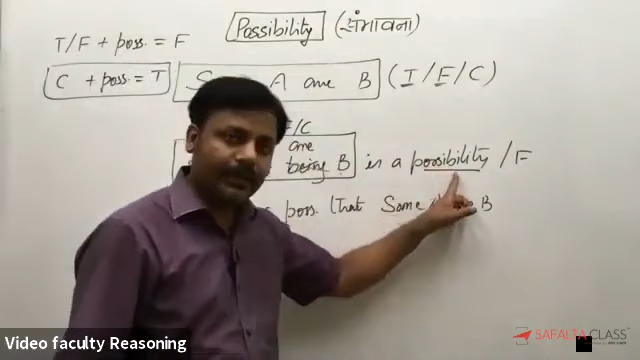 Possibility (संभावना)
T/F + poss. = F
C + poss. = T
A are B (I/F/C)
F/C
are
being B is a possibility / F
poss. that Some B
SAFALTA CLASS
Video faculty Reasoning